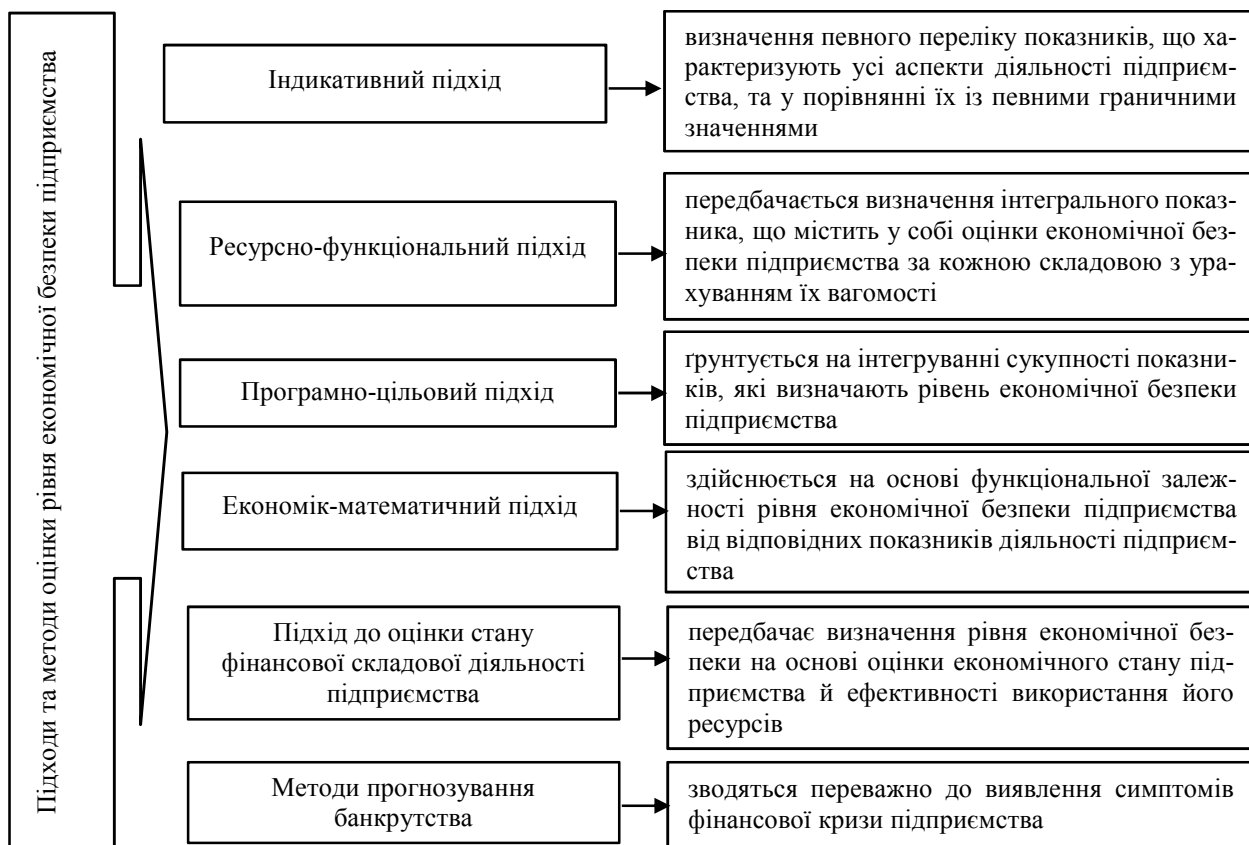 Підходи та методи оцінки рівня економічної безпеки підприємства
Індикативний підхід
визначення певного переліку показників, що ха-
рактеризують усі аспекти діяльності підприєм-
ства, та у порівнянні їх із певними граничними
значеннями
Ресурсно-функціональний підхід
передбачається визначення інтегрального показ-
ника, що містить у собі оцінки економічної без-
пеки підприємства за кожною складовою з ура-
хуванням їх вагомості
Програмно-цільовий підхід
ґрунтується на інтегруванні сукупності показни-
ків, які визначають рівень економічної безпеки
підприємства
Економік-математичний підхід
здійснюється на основі функціональної залеж-
ності рівня економічної безпеки підприємства
від відповідних показників діяльності підприєм-
ства
Підхід до оцінки стану
фінансової складової діяльності
підприємства
передбачає визначення рівня економічної без-
пеки на основі оцінки економічного стану під-
приємства й ефективності використання його
ресурсів
Методи прогнозування
банкрутства
зводяться переважно до виявлення симптомів
фінансової кризи підприємства